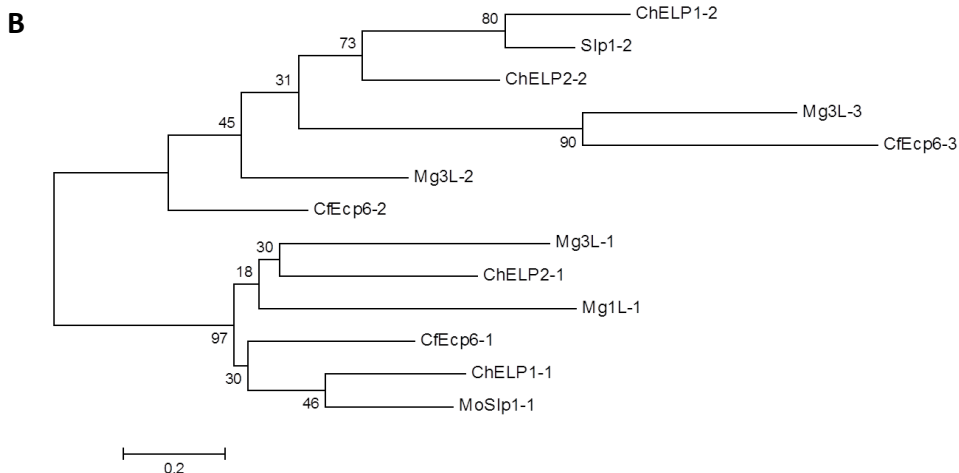 B
ChELP1-2
80
Slp1-2
73
ChELP2-2
31
Mg3L-3
90
CfEcp6-3
45
Mg3L-2
CfEcp6-2
Mg3L-1
30
ChELP2-1
18
Mg1L-1
97
CfEcp6-1
30
ChELP1-1
46
MoSlp1-1
0.2